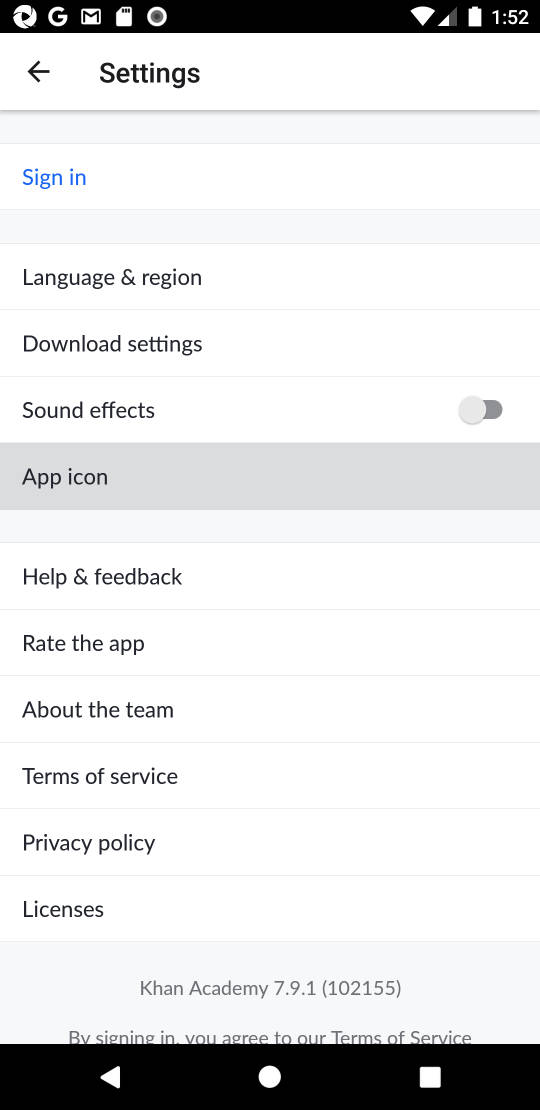 1:52
Settings
Sign in
Language & region
Download settings
Sound effects
App icon
Help & feedback
Rate the app
About the team
Terms of service
Privacy policy
Licenses
Khan Academy 7.9.1 (102155)
By signing in, you agree to our Terms of Service